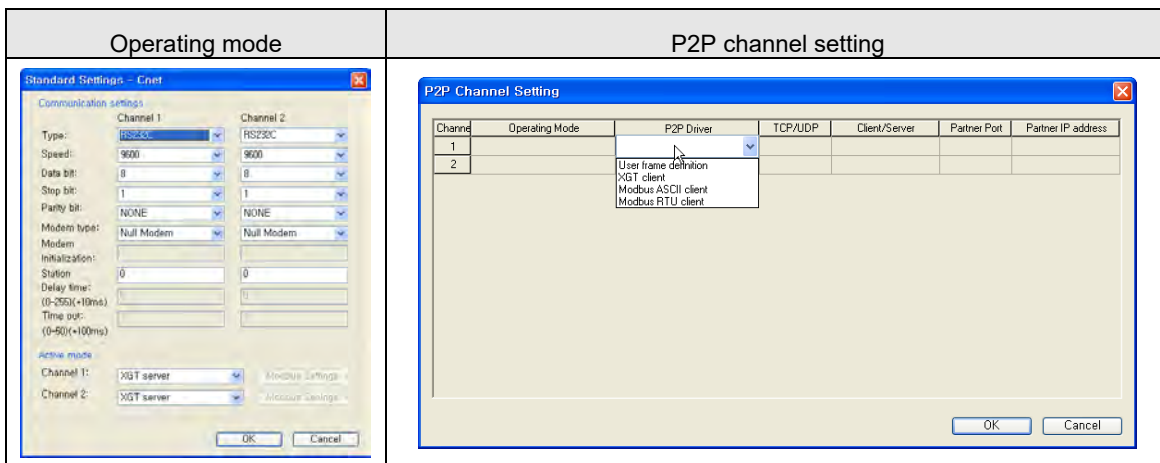 Operating mode
P2P channel setting
Standard Settings - Cnet
Communication settings
Channel 1 Channel 2
Type: RS232C RS232C
Speed: 9600 9600
Data bit: 8 8
Stop bit: 1 1
Parity bit: NONE NONE
Modem type: Null Modem Null Modem
Modem
Initialization:
Station 0 0
Delay time:
(0-255)(*10ms)
Time out:
(0-50)(*100ms)
Active mode
Channel 1: XGT server Modbus Settings
Channel 2: XGT server Modbus Settings
OK Cancel
P2P Channel Setting
Channe Operating Mode P2P Driver TCP/UDP Client/Server Partner Port Partner IP address
1
2
User frame definition
XGT client
Modbus ASCII client
Modbus RTU client
OK Cancel